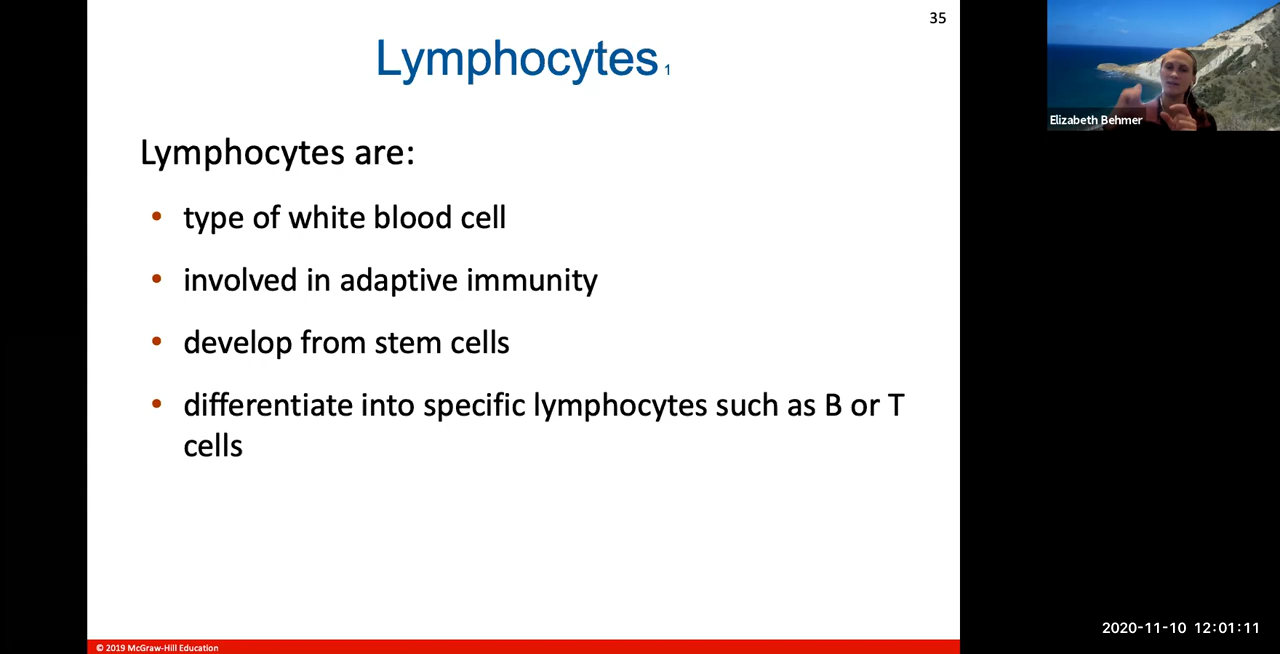 35
Lymphocytes 1
Elizabeth Behmer
Lymphocytes are:
• type of white blood cell
• involved in adaptive immunity
• develop from stem cells
• differentiate into specific lymphocytes such as B or T
cells
2020-11-10 12:01:11
© 2019 McGraw-Hill Education